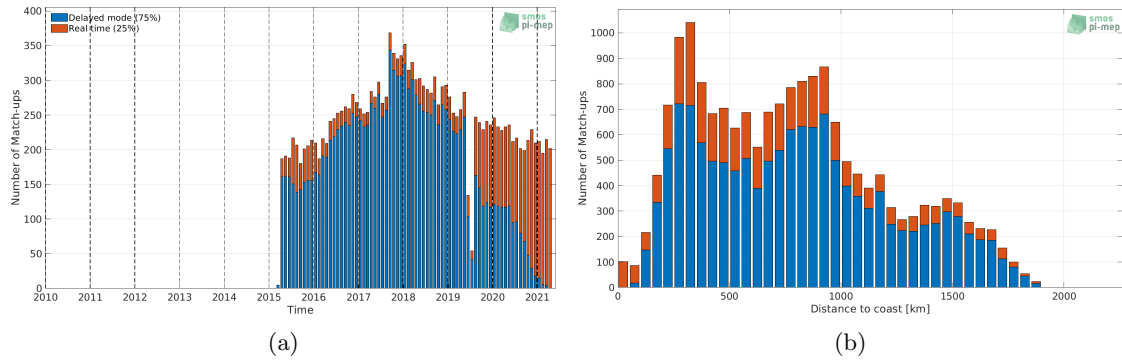 Delayed mode (75%)
Real time (25%)
smos
pi-mep
Number of Match-ups
400
350
300
250
200
150
100
50
0
2010 2011 2012 2013 2014 2015 2016 2017 2018 2019 2020 2021
Time
(a)
smos
pi-mep
Number of Match-ups
1000
900
800
700
600
500
400
300
200
100
0
0 500 1000 1500 2000
Distance to coast [km]
(b)